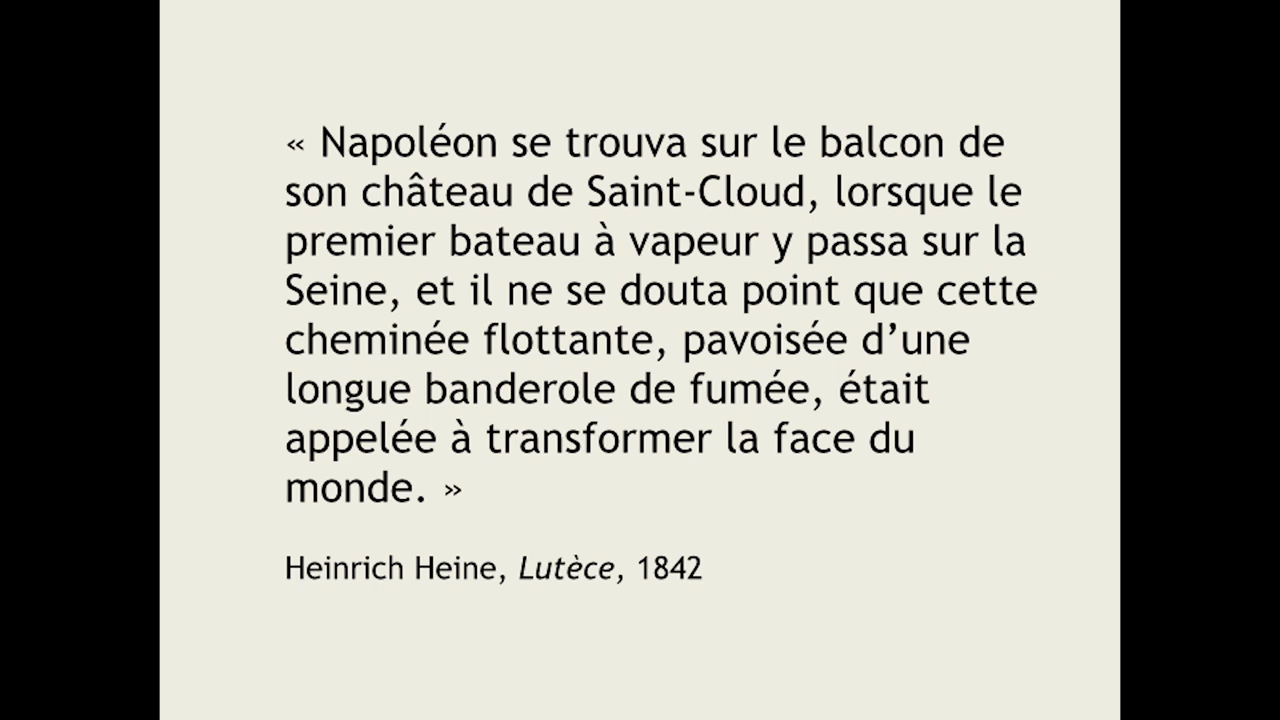 « Napoléon se trouva sur le balcon de
son château de Saint-Cloud, lorsque le
premier bateau à vapeur y passa sur la
Seine, et il ne se douta point que cette
cheminée flottante, pavoisée d’une
longue banderole de fumée, était
appelée à transformer la face du
monde. »
Heinrich Heine, Lutèce, 1842